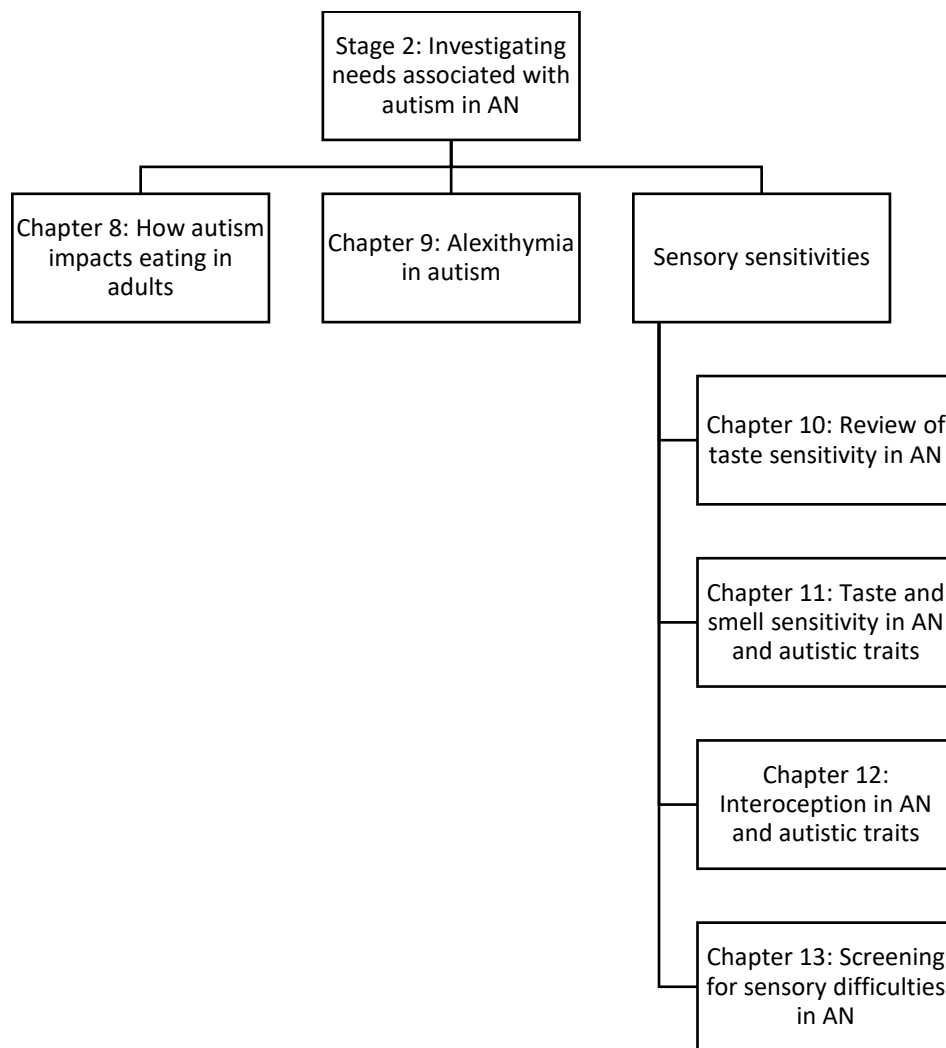 Stage 2: Investigating
needs associated with
autism in AN
Chapter 8: How autism
impacts eating in
adults
Chapter 9: Alexithymia
in autism
Sensory sensitivities
Chapter 10: Review of
taste sensitivity in AN
Chapter 11: Taste and
smell sensitivity in AN
and autistic traits
Chapter 12:
Interoception in AN
and autistic traits
Chapter 13: Screening
for sensory difficulties
in AN